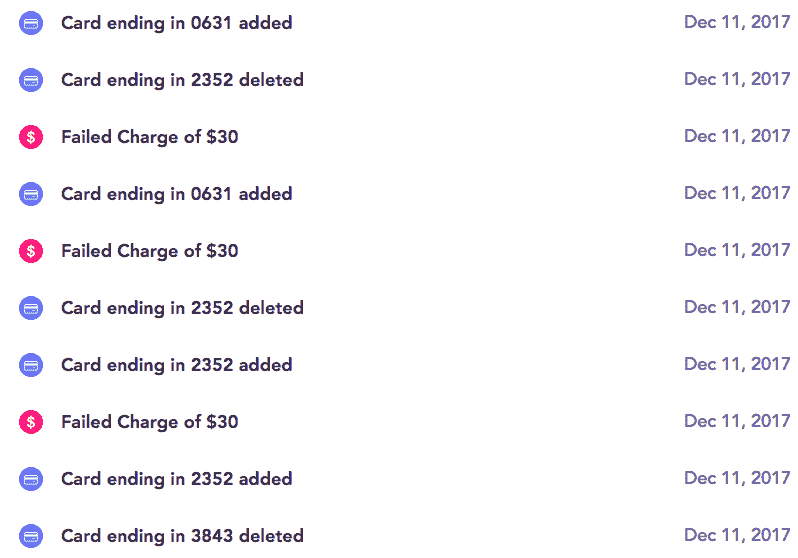 Card ending in 0631 added Dec 11, 2017
Card ending in 2352 deleted Dec 11, 2017
$ Failed Charge of $30 Dec 11, 2017
Card ending in 0631 added Dec 11, 2017
$ Failed Charge of $30 Dec 11, 2017
Card ending in 2352 deleted Dec 11, 2017
Card ending in 2352 added Dec 11, 2017
$ Failed Charge of $30 Dec 11, 2017
Card ending in 2352 added Dec 11, 2017
Card ending in 3843 deleted Dec 11, 2017